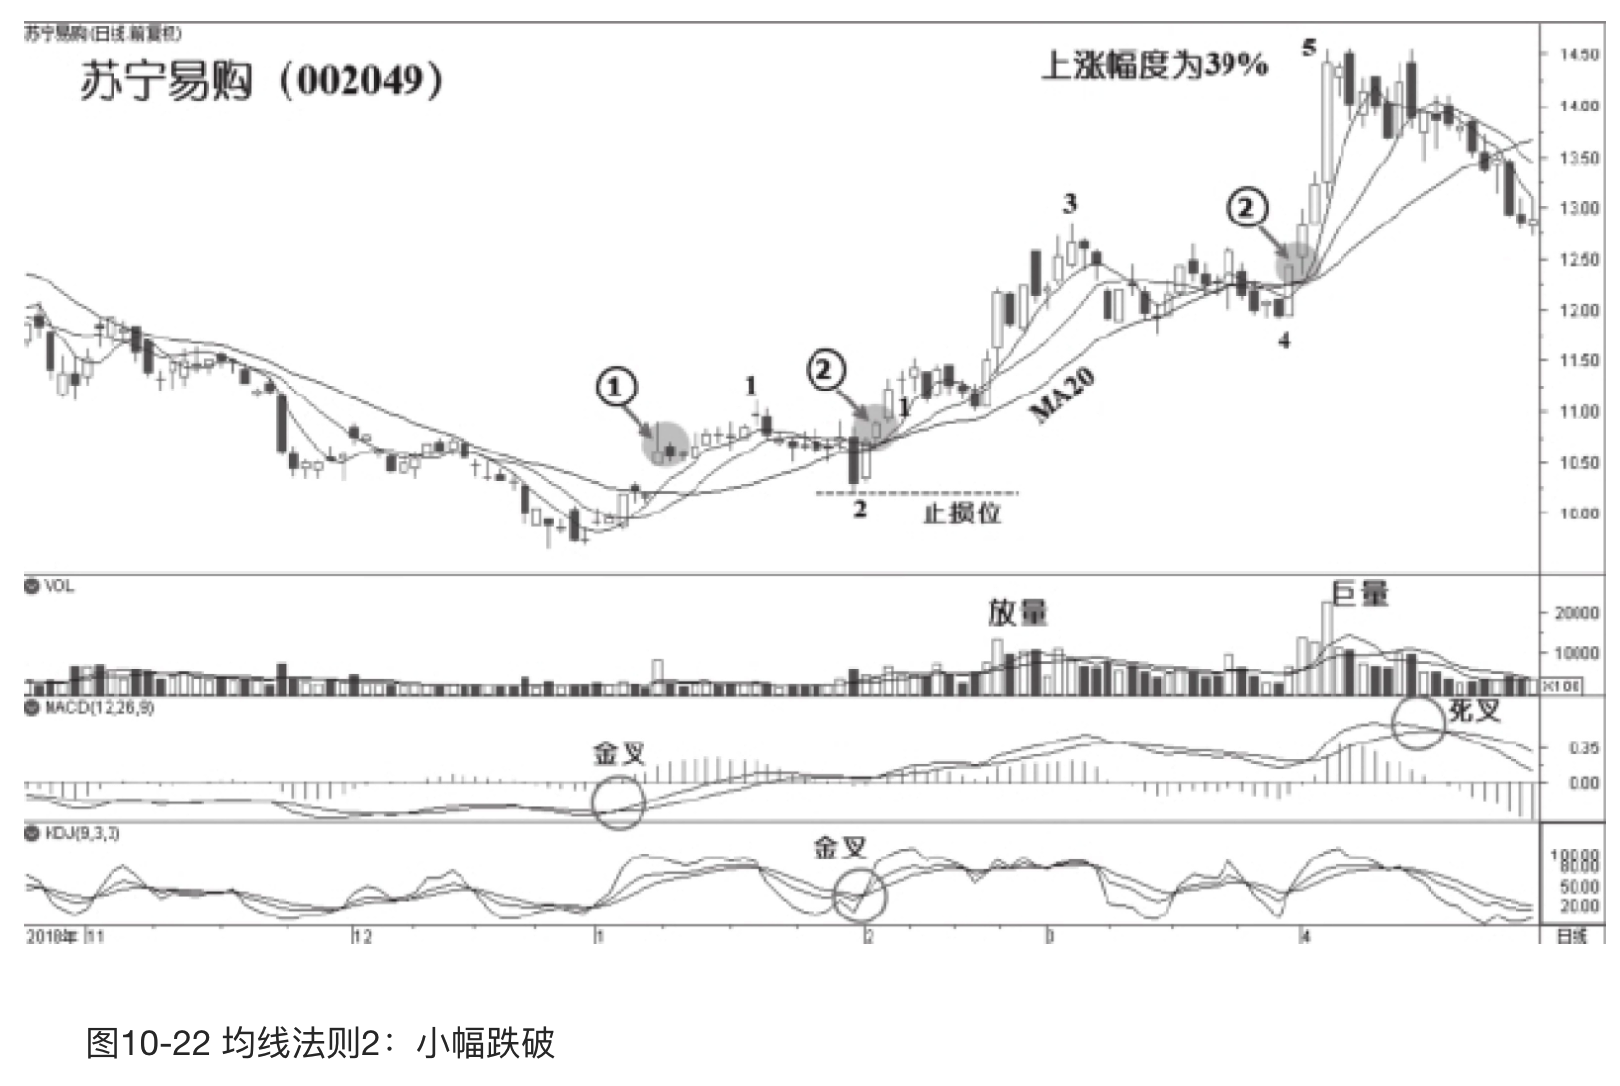 苏宁易购(日线.前复权)
苏宁易购（002049）
上涨幅度为39%
5
14.50
14.00
13.50
3
②
13.00
12.50
12.00
4
11.50
①
1
②
MA20
1
11.00
10.50
2
止损位
10.00
VOL
放量
巨量
20000
10000
X100
MACD(12,26,9)
死叉
金叉
0.35
0.00
KDJ(9,3,3)
金叉
100.00
80.00
50.00
20.00
2018年
11
12
1
2
3
4
日线
图10-22 均线法则2：小幅跌破